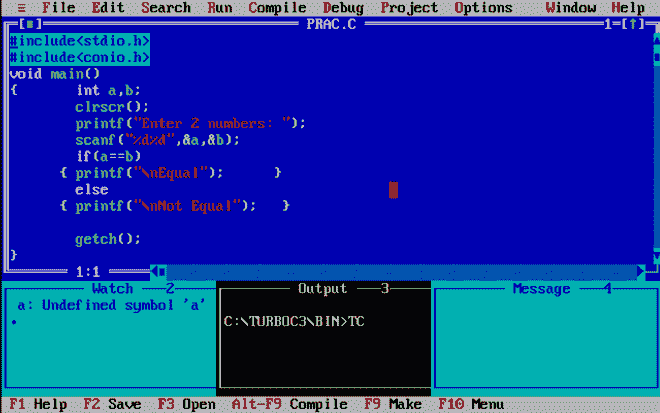 ≡ File Edit Search Run Compile Debug Project Options Window Help
[■] PRAC.C 1=[↑]
#include<stdio.h>
#include<conio.h>
void main()
{ int a,b;
clrscr();
printf("Enter 2 numbers: ");
scanf("%d%d",&a,&b);
if(a==b)
{ printf("\nEqual"); }
else
{ printf("\nNot Equal"); }
getch();
}
1:1
Watch 2
a: Undefined symbol 'a'
Output 3
C:\TURBOC3\BIN>TC
Message 4
F1 Help F2 Save F3 Open Alt-F9 Compile F9 Make F10 Menu